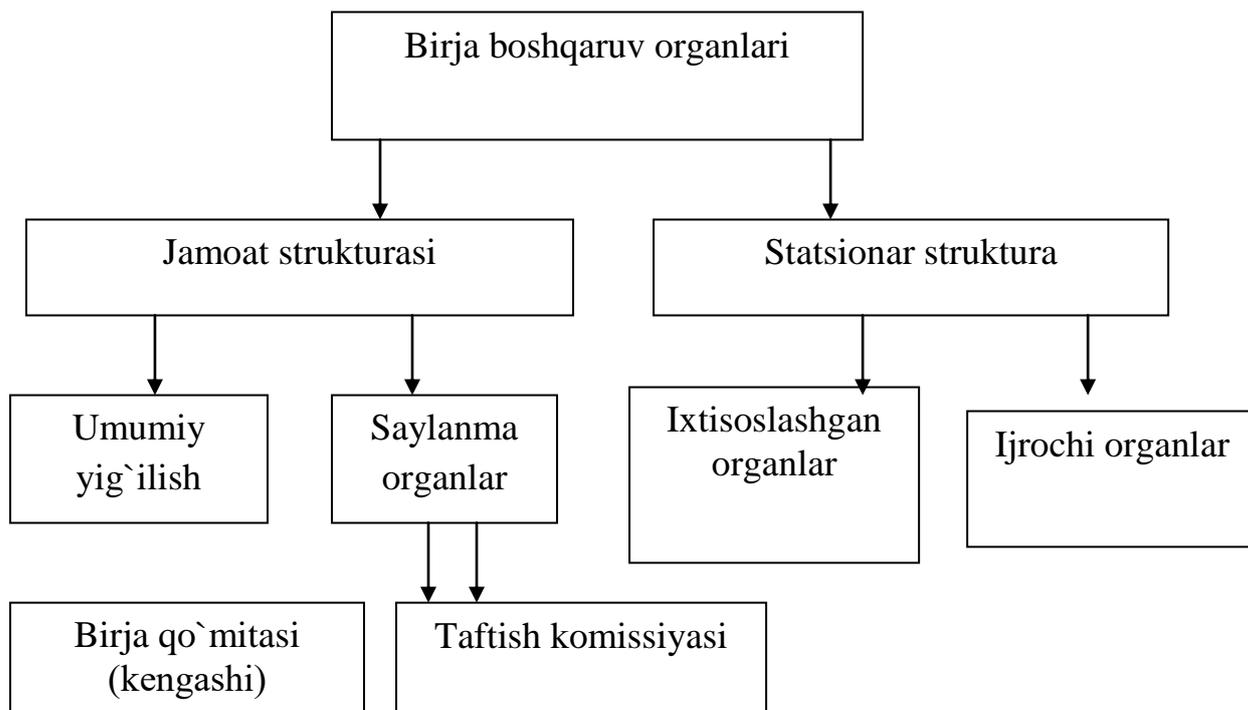 Birja boshqaruv organlari
Jamoat strukturasi
Statsionar struktura
Umumiy
yig`ilish
Saylanma
organlar
Ixtisoslashgan
organlar
Ijrochi organlar
Birja qo`mitasi
(kengashi)
Taftish komissiyasi